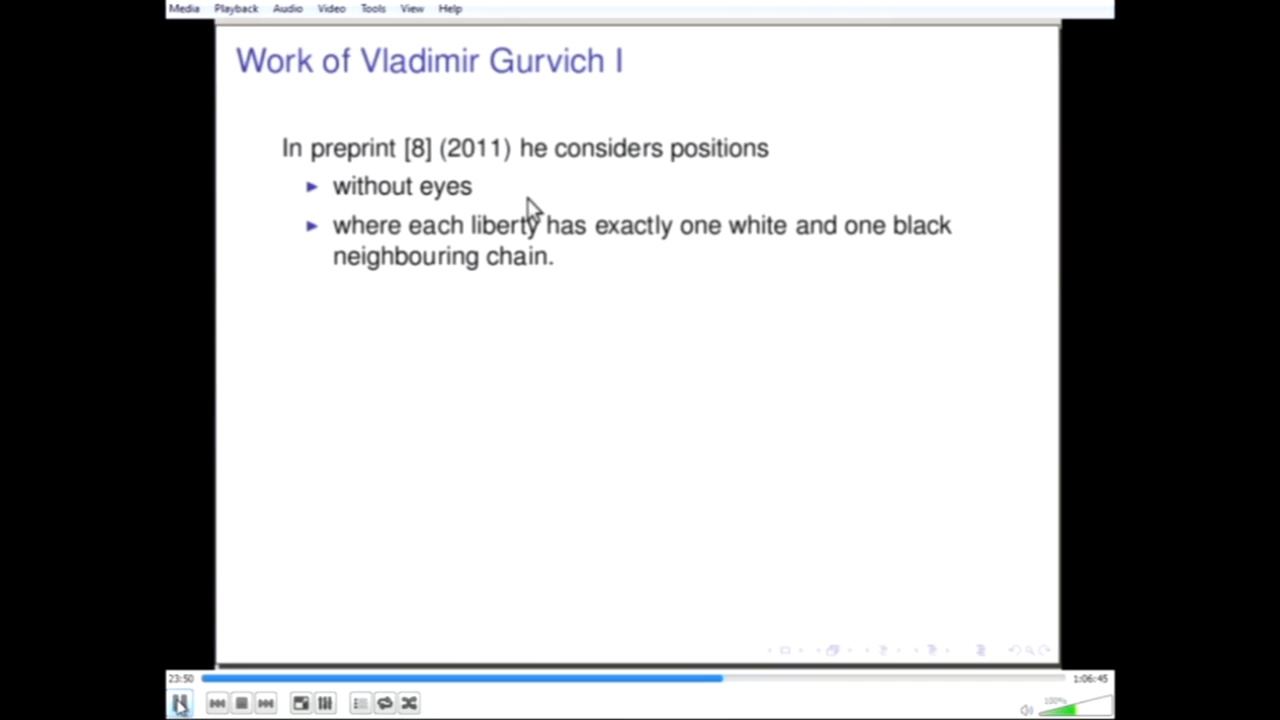 Media Playback Audio Video Tools View Help
Work of Vladimir Gurvich I
In preprint [8] (2011) he considers positions
without eyes
where each liberty has exactly one white and one black
neighbouring chain.
23:50
1:06:45
100%